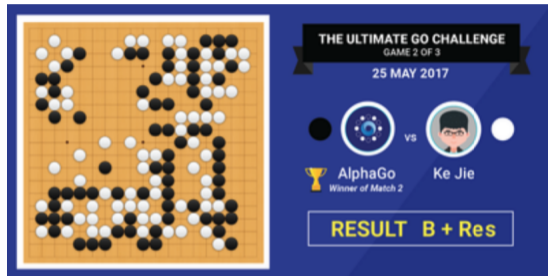 THE ULTIMATE GO CHALLENGE
GAME 2 OF 3
25 MAY 2017
vs
AlphaGo
Winner of Match 2
Ke Jie
RESULT B + Res